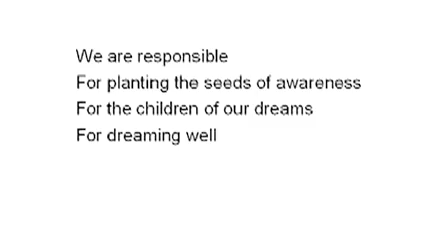 We are responsible
For planting the seeds of awareness
For the children of our dreams
For dreaming well